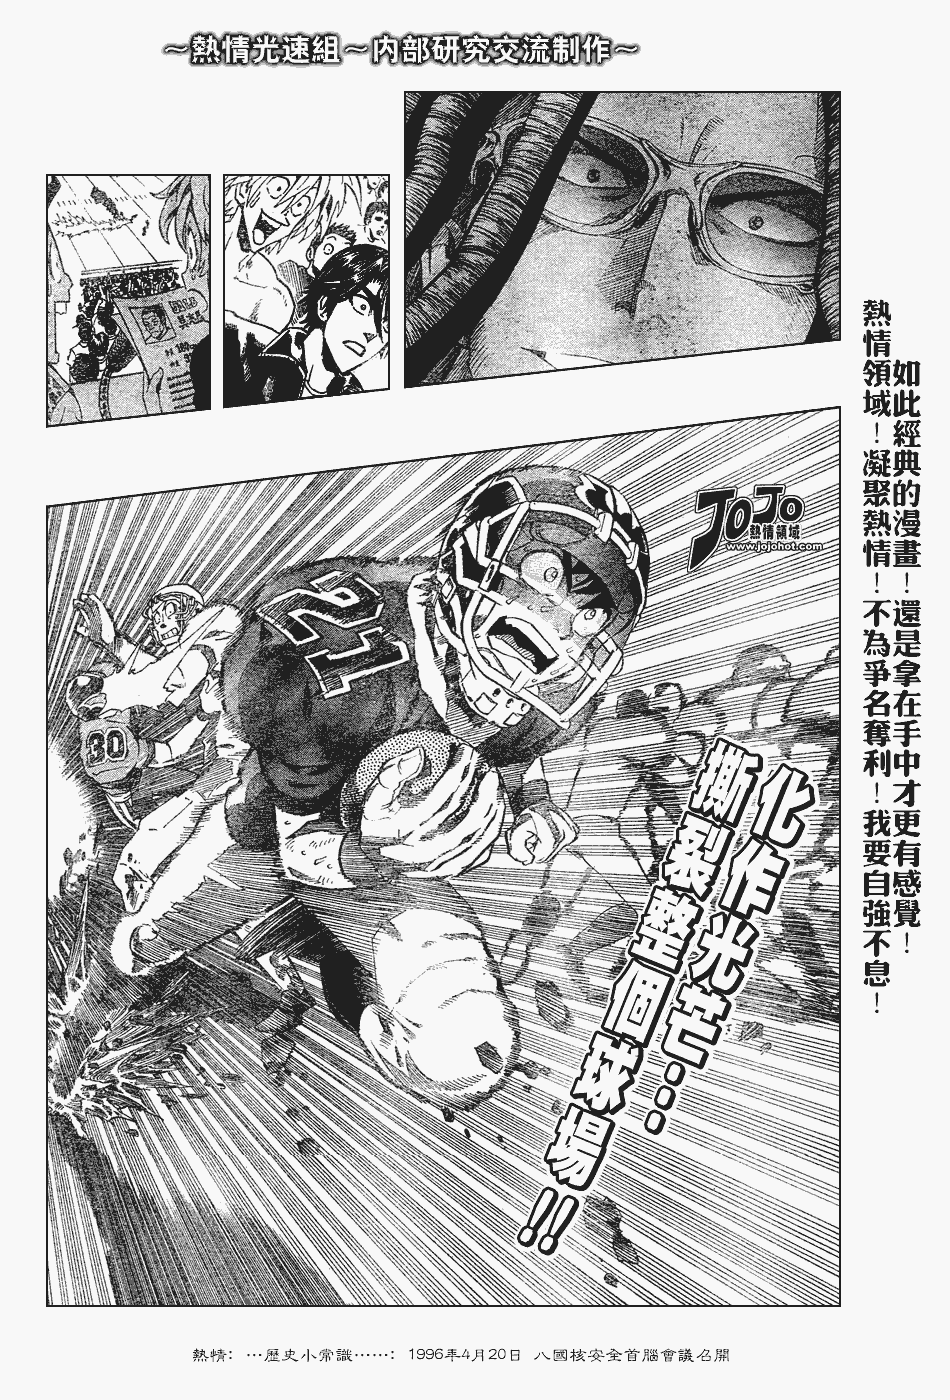 ～熱情光速組～内部研究交流制作～
JoJo
熱情領域
www.jojohot.com
21
30
化作光芒…
撕裂整個球場!!
如此經典的漫畫！還是拿在手中才更有感覺！
熱情領域！凝聚熱情！不為爭名奪利！我要自強不息！
熱情：…歷史小常識……：1996年4月20日 八國核安全首腦會議召開